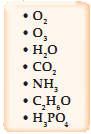 • O₂
• O₃
• H₂O
• CO₂
• NH₃
• C₂H₆O
• H₃PO₄